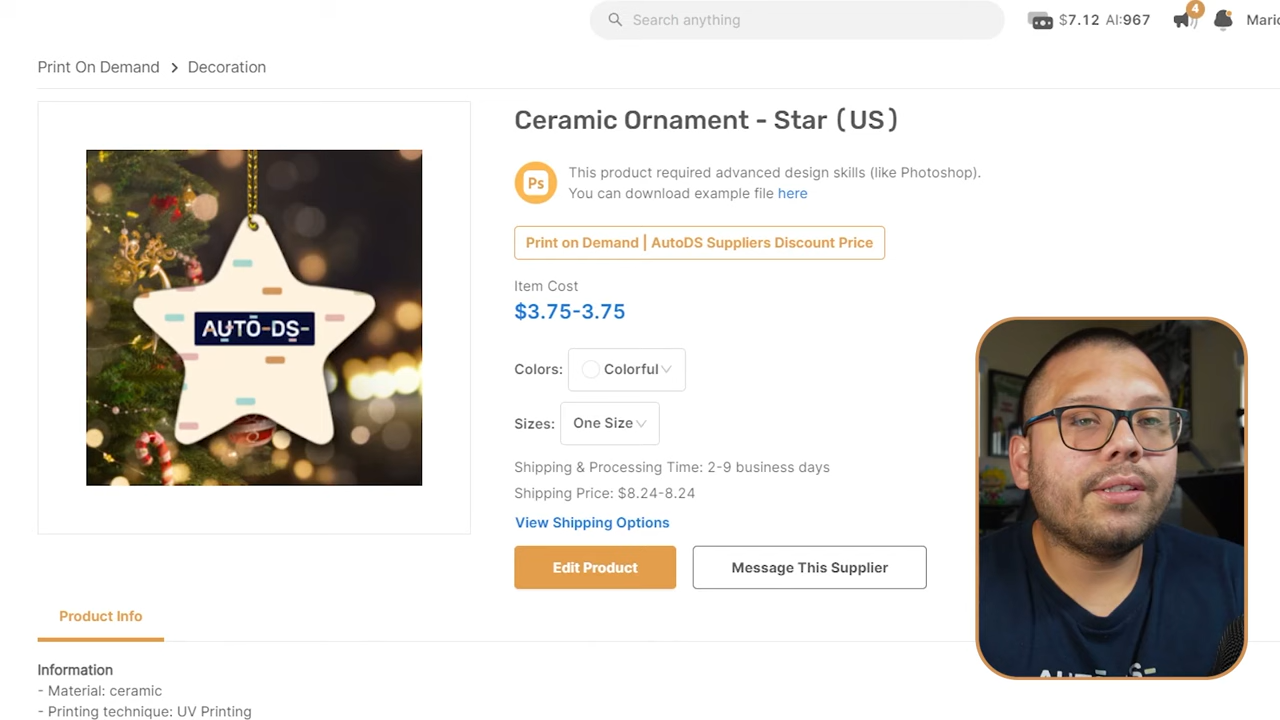 Search anything
$7.12 AI:967
4
Print On Demand > Decoration
Ceramic Ornament - Star (US)
Ps
This product required advanced design skills (like Photoshop).
You can download example file here
Print on Demand | AutoDS Suppliers Discount Price
AUTO-DS-
Item Cost
$3.75-3.75
Colors: Colorful
Sizes: One Size
Shipping & Processing Time: 2-9 business days
Shipping Price: $8.24-8.24
View Shipping Options
Edit Product
Message This Supplier
Product Info
Information
- Material: ceramic
- Printing technique: UV Printing